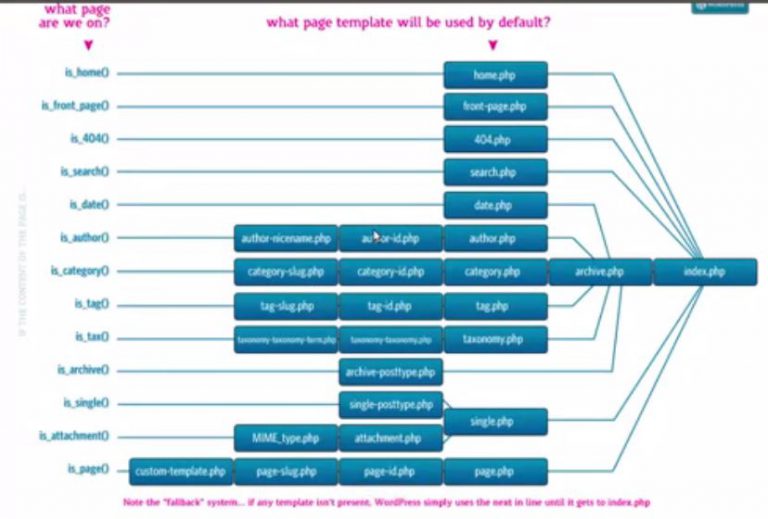 what page
are we on?
what page template will be used by default?
is_home()
home.php
is_front_page()
front-page.php
is_404()
404.php
is_search()
search.php
is_date()
date.php
is_author()
author-nicename.php
author-id.php
author.php
is_category()
category-slug.php
category-id.php
category.php
archive.php
index.php
is_tag()
tag-slug.php
tag-id.php
tag.php
is_tax()
taxonomy-taxonomy-term.php
taxonomy-taxonomy.php
taxonomy.php
is_archive()
archive-posttype.php
is_single()
single-posttype.php
single.php
is_attachment()
MIME_type.php
attachment.php
is_page()
custom-template.php
page-slug.php
page-id.php
page.php
IF THE CONTENT OF THE PAGE IS...
Note the "fallback" system... if any template isn't present, WordPress simply uses the next in line until it gets to index.php